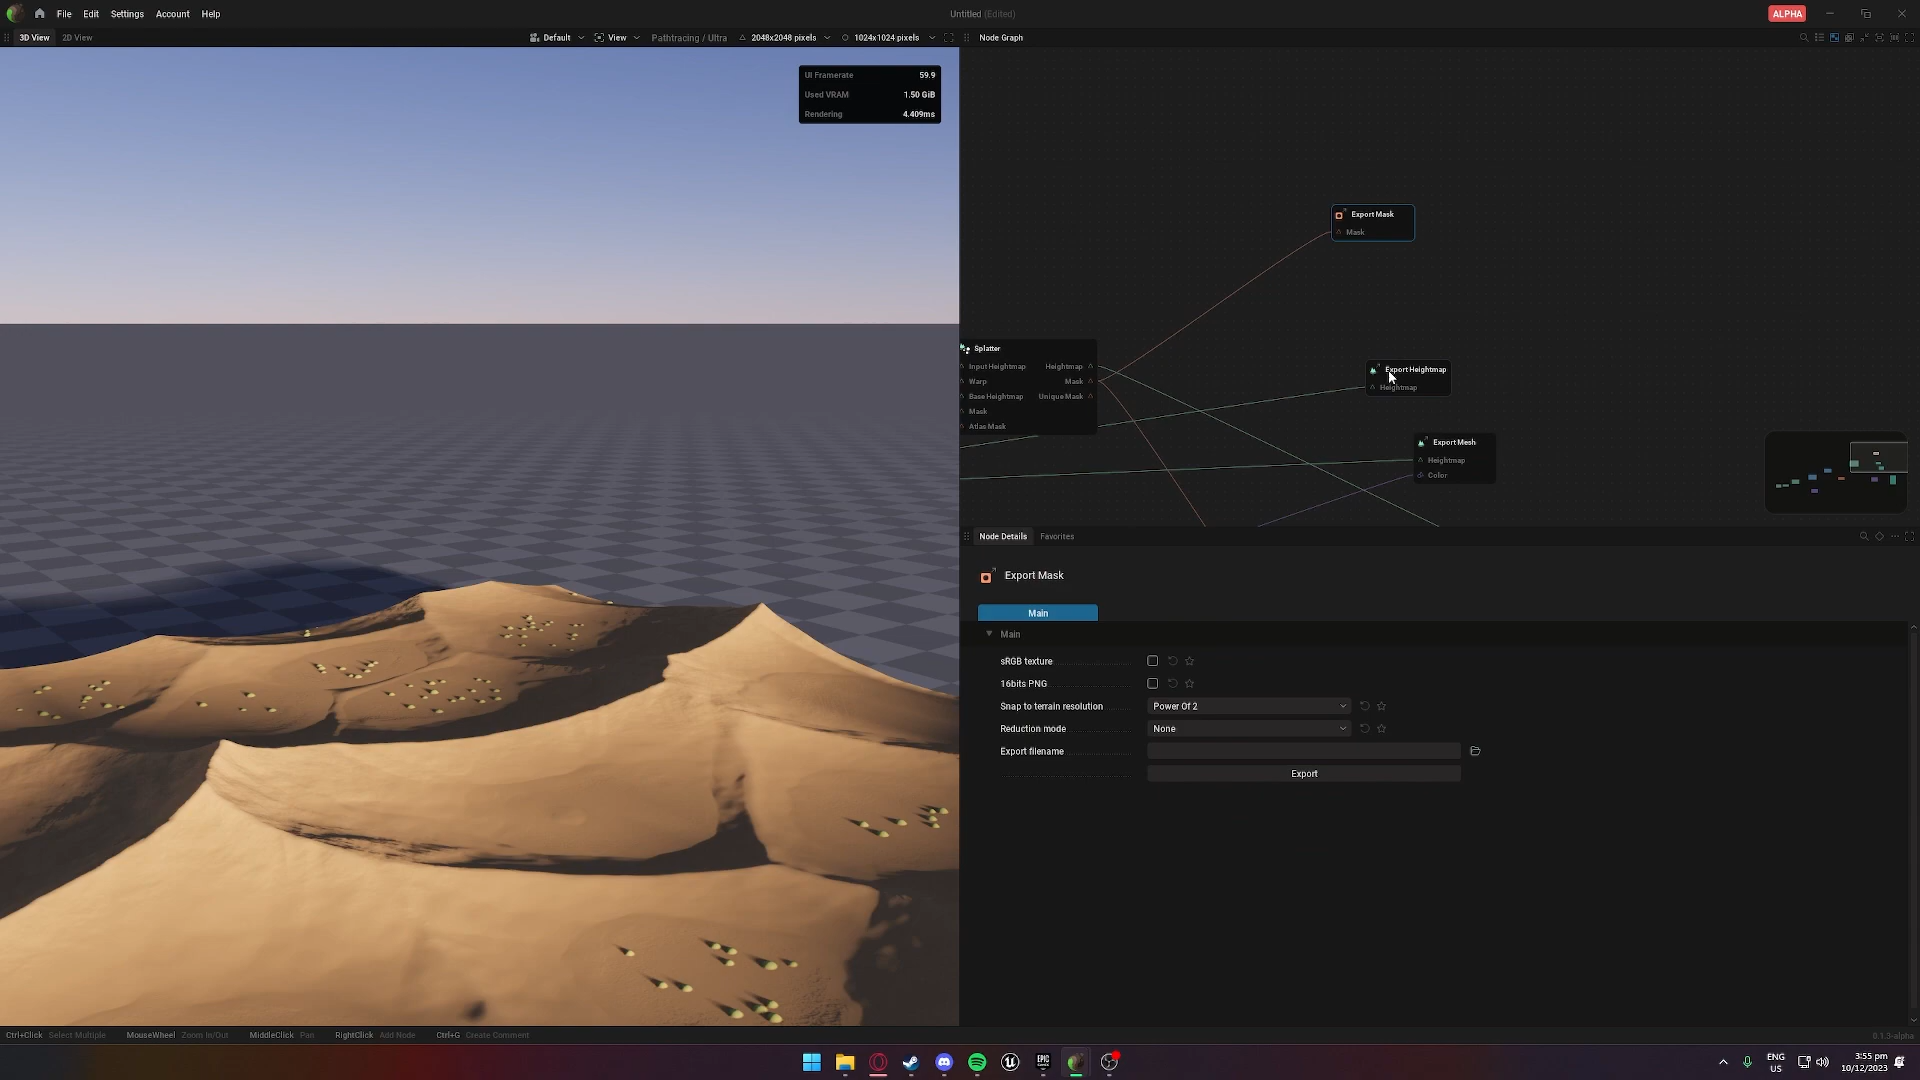 File Edit Settings Account Help
Untitled (Edited)
ALPHA
3D View 2D View
Default View Pathtracing / Ultra 2048x2048 pixels 1024x1024 pixels
Node Graph
UI Framerate 59.9
Used VRAM 1.50 GiB
Rendering 4.409ms
Export Mask
Mask
Splatter
Input Heightmap Heightmap
Warp Mask
Base Heightmap Unique Mask
Mask
Atlas Mask
Export Heightmap
Heightmap
Export Mesh
Heightmap
Color
Node Details Favorites
Export Mask
Main
Main
sRGB texture
16bits PNG
Snap to terrain resolution Power Of 2
Reduction mode None
Export filename
Export
Ctrl+Click Select Multiple MouseWheel Zoom In/Out MiddleClick Pan RightClick Add Node Ctrl+G Create Comment
0.1.3-alpha
EPIC
ENG
US
3:55 pm
10/12/2023